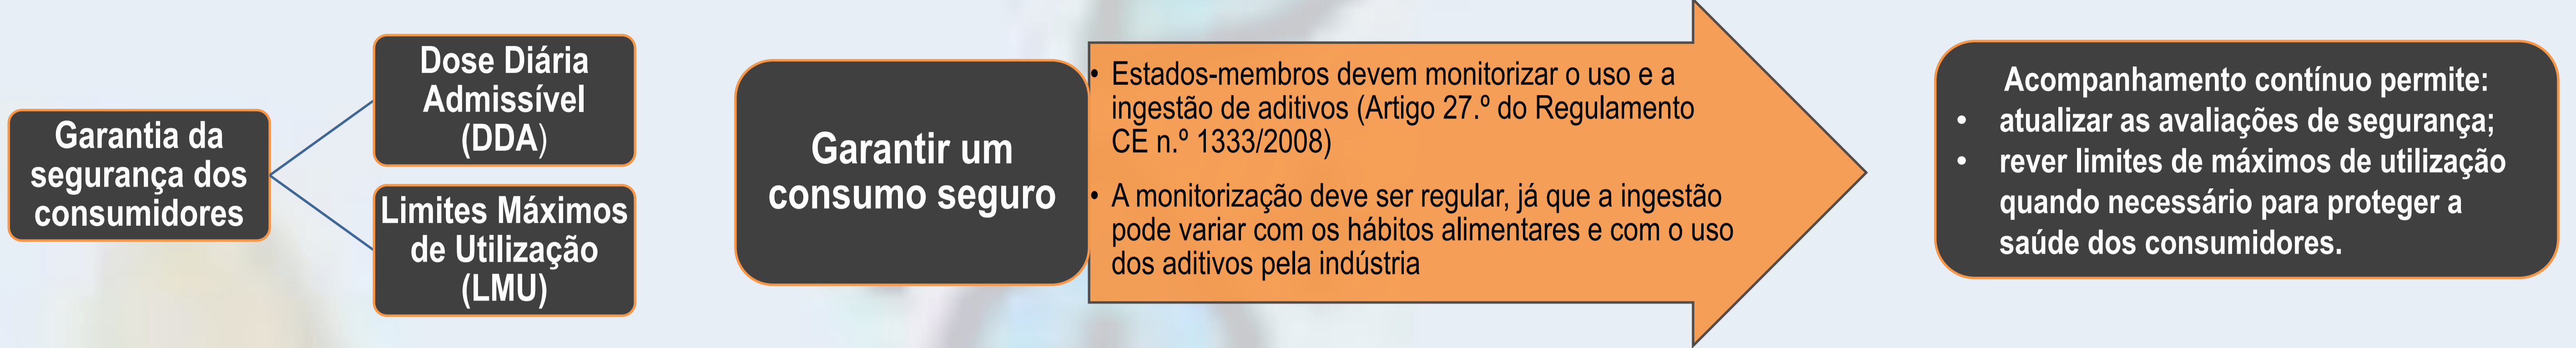 Garantia da
segurança dos
consumidores
Dose Diária
Admissível
(DDA)
Limites Máximos
de Utilização
(LMU)
Garantir um
consumo seguro
• Estados-membros devem monitorizar o uso e a
ingestão de aditivos (Artigo 27.º do Regulamento
CE n.º 1333/2008)
• A monitorização deve ser regular, já que a ingestão
pode variar com os hábitos alimentares e com o uso
dos aditivos pela indústria
Acompanhamento contínuo permite:
• atualizar as avaliações de segurança;
• rever limites de máximos de utilização
quando necessário para proteger a
saúde dos consumidores.